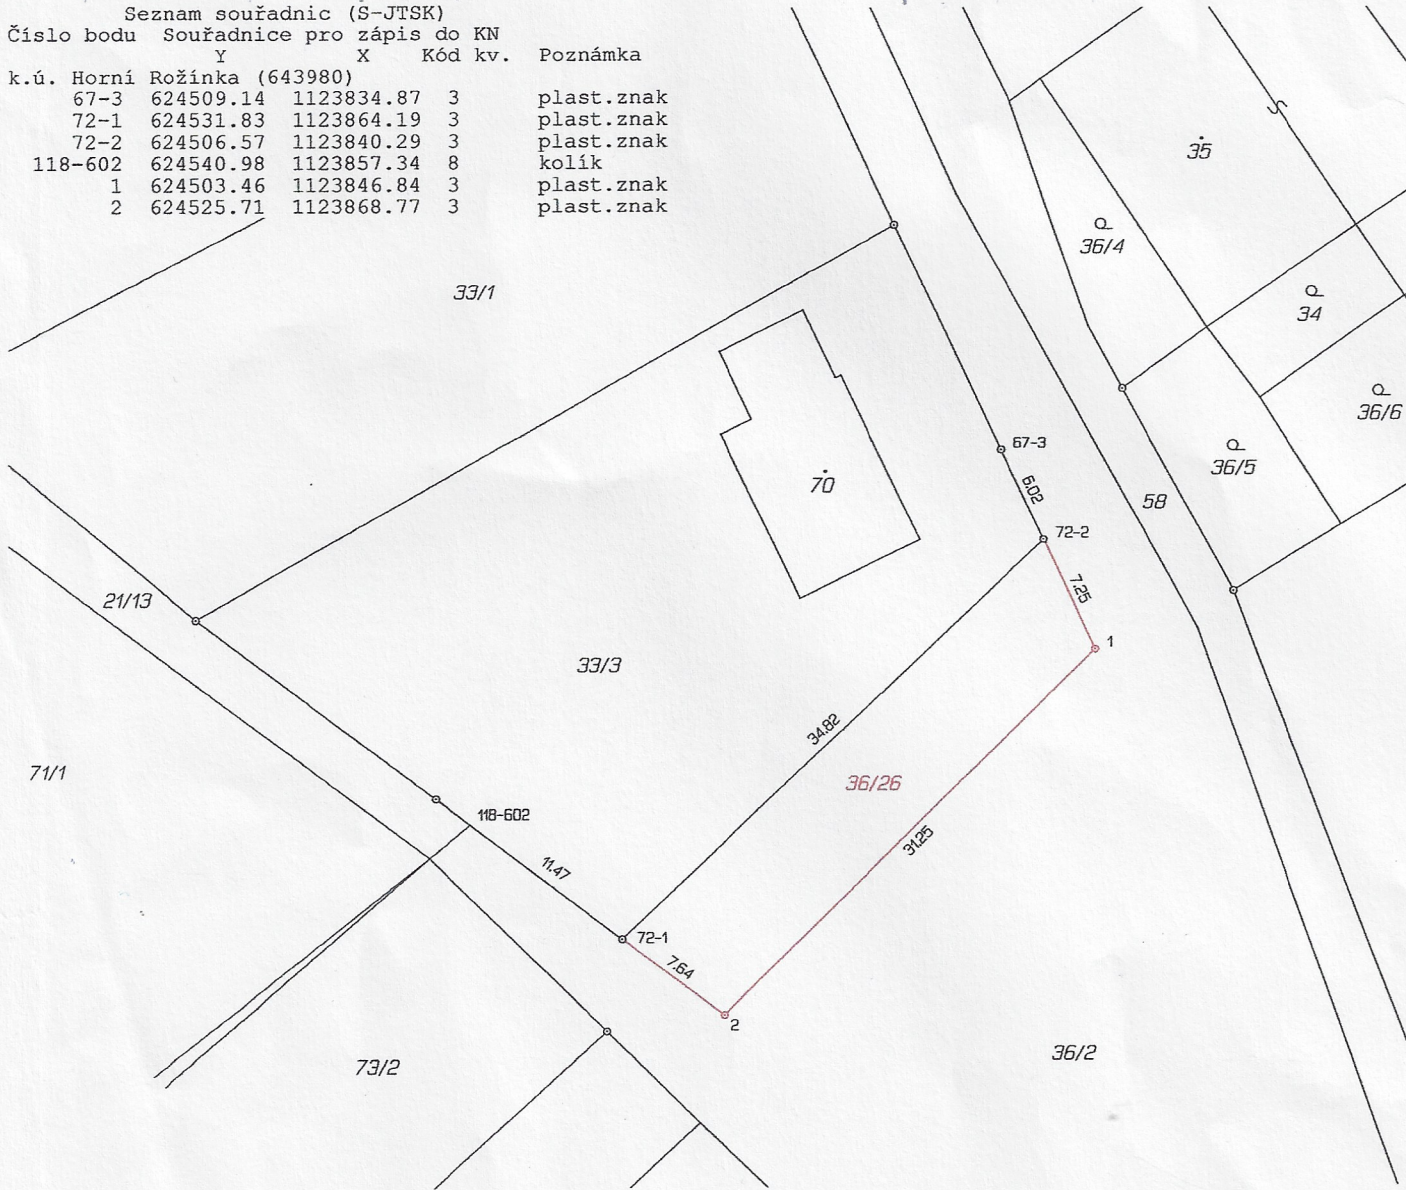 Seznam souřadnic (S-JTSK)
Číslo bodu Souřadnice pro zápis do KN
Y X Kód kv. Poznámka
k.ú. Horní Rožínka (643980)
67-3 624509.14 1123834.87 3 plast.znak
72-1 624531.83 1123864.19 3 plast.znak
72-2 624506.57 1123840.29 3 plast.znak
118-602 624540.98 1123857.34 8 kolík
1 624503.46 1123846.84 3 plast.znak
2 624525.71 1123868.77 3 plast.znak
35
36/4
33/1
34
36/6
67-3
36/5
70
6.02
58
72-2
7.25
21/13
1
33/3
34.82
71/1
36/26
118-602
31.25
11.47
72-1
7.64
2
36/2
73/2